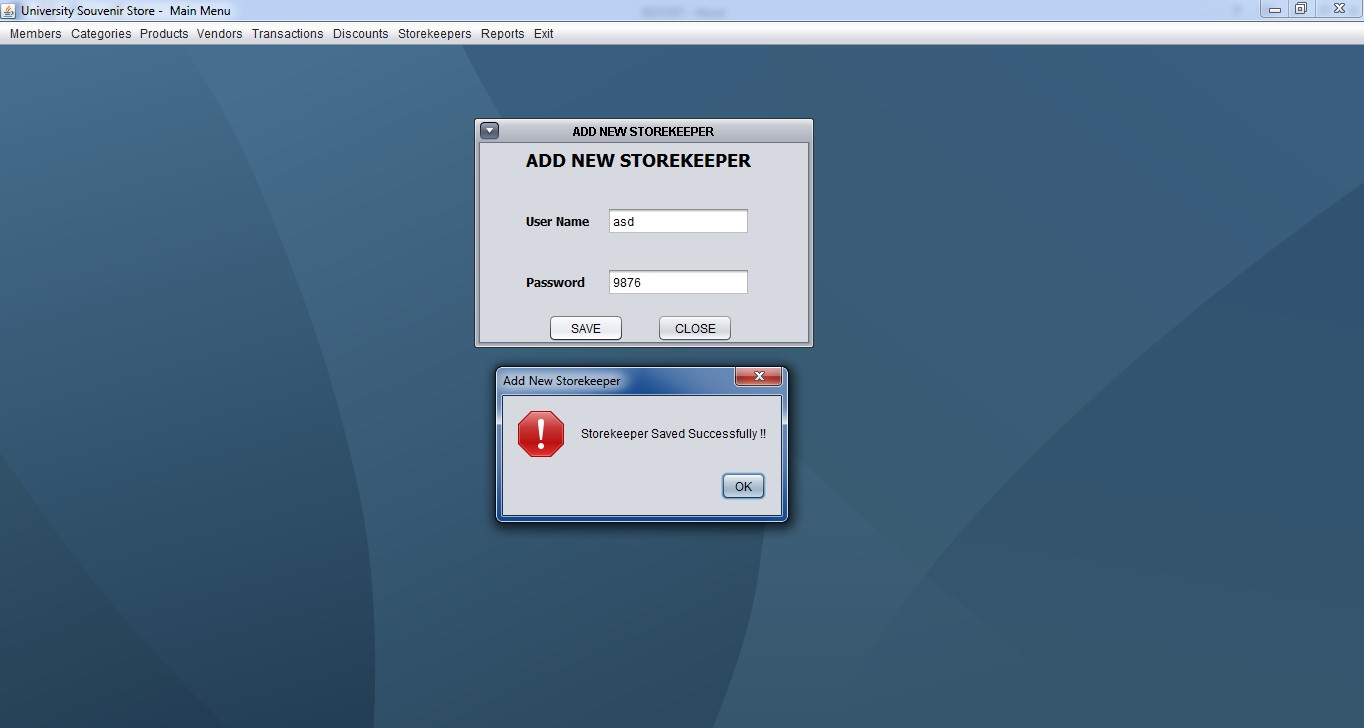 University Souvenir Store -  Main Menu
Members Categories Products Vendors Transactions Discounts Storekeepers Reports Exit
ADD NEW STOREKEEPER
ADD NEW STOREKEEPER
User Name asd
Password 9876
SAVE CLOSE
Add New Storekeeper
Storekeeper Saved Successfully !!
OK